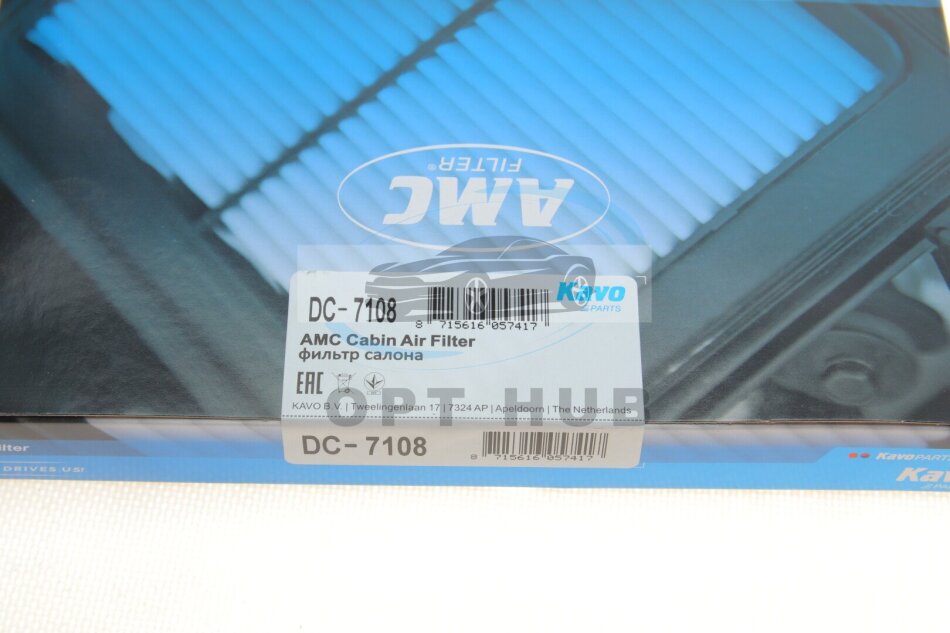 AMC
FILTER®
DC-7108
8 715616 057417
Kavo
PARTS
AMC Cabin Air Filter
фильтр салона
EAC
OPT HUB
KAVO B.V. | Tweelingenlaan 17 | 7324 AP | Apeldoorn | The Netherlands
DC-7108
8 715616 057417
ilter
DRIVES US!
KavoPARTS
Kav